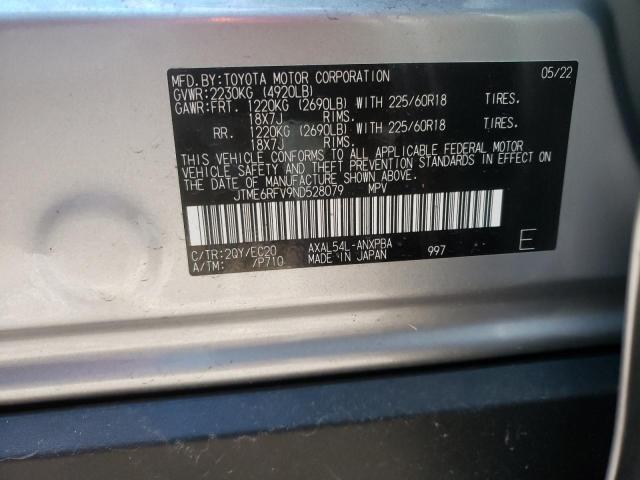 MFD.BY:TOYOTA MOTOR CORPORATION 05/22
GVWR:2230KG (4920LB)
GAWR:FRT. 1220KG (2690LB) WITH 225/60R18 TIRES.
18X7J RIMS.
RR. 1220KG (2690LB) WITH 225/60R18 TIRES.
18X7J RIMS.
THIS VEHICLE CONFORMS TO ALL APPLICABLE FEDERAL MOTOR
VEHICLE SAFETY AND THEFT PREVENTION STANDARDS IN EFFECT ON
THE DATE OF MANUFACTURE SHOWN ABOVE.
JTME6RFV9ND528079 MPV
C/TR:2QY/EC20 AXAL54L-ANXPBA
A/TM: /P710 MADE IN JAPAN 997 E